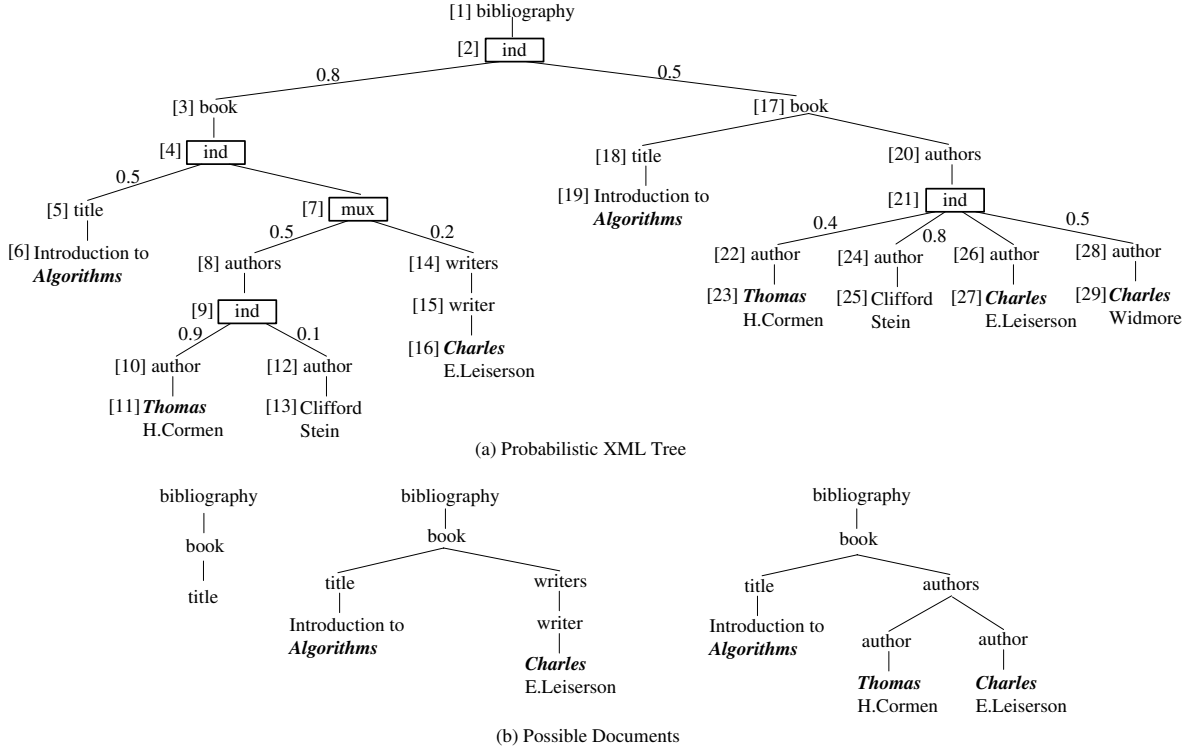 [1] bibliography
[2] ind
0.8
0.5
[3] book
[17] book
[4] ind
[18] title
[20] authors
0.5
[19] Introduction to
Algorithms
[21] ind
[5] title
[7] mux
0.4
0.8
0.5
0.5
0.2
[6] Introduction to
Algorithms
[8] authors
[14] writers
[22] author
[24] author
[26] author
[28] author
[23] Thomas
H.Cormen
[25] Clifford
Stein
[27] Charles
E.Leiserson
[29] Charles
Widmore
[9] ind
[15] writer
0.9
0.1
[16] Charles
E.Leiserson
[10] author
[12] author
[11] Thomas
H.Cormen
[13] Clifford
Stein
(a) Probabilistic XML Tree
bibliography
book
title
bibliography
book
title
writers
Introduction to
Algorithms
writer
Charles
E.Leiserson
bibliography
book
title
authors
Introduction to
Algorithms
author
author
Thomas
H.Cormen
Charles
E.Leiserson
(b) Possible Documents